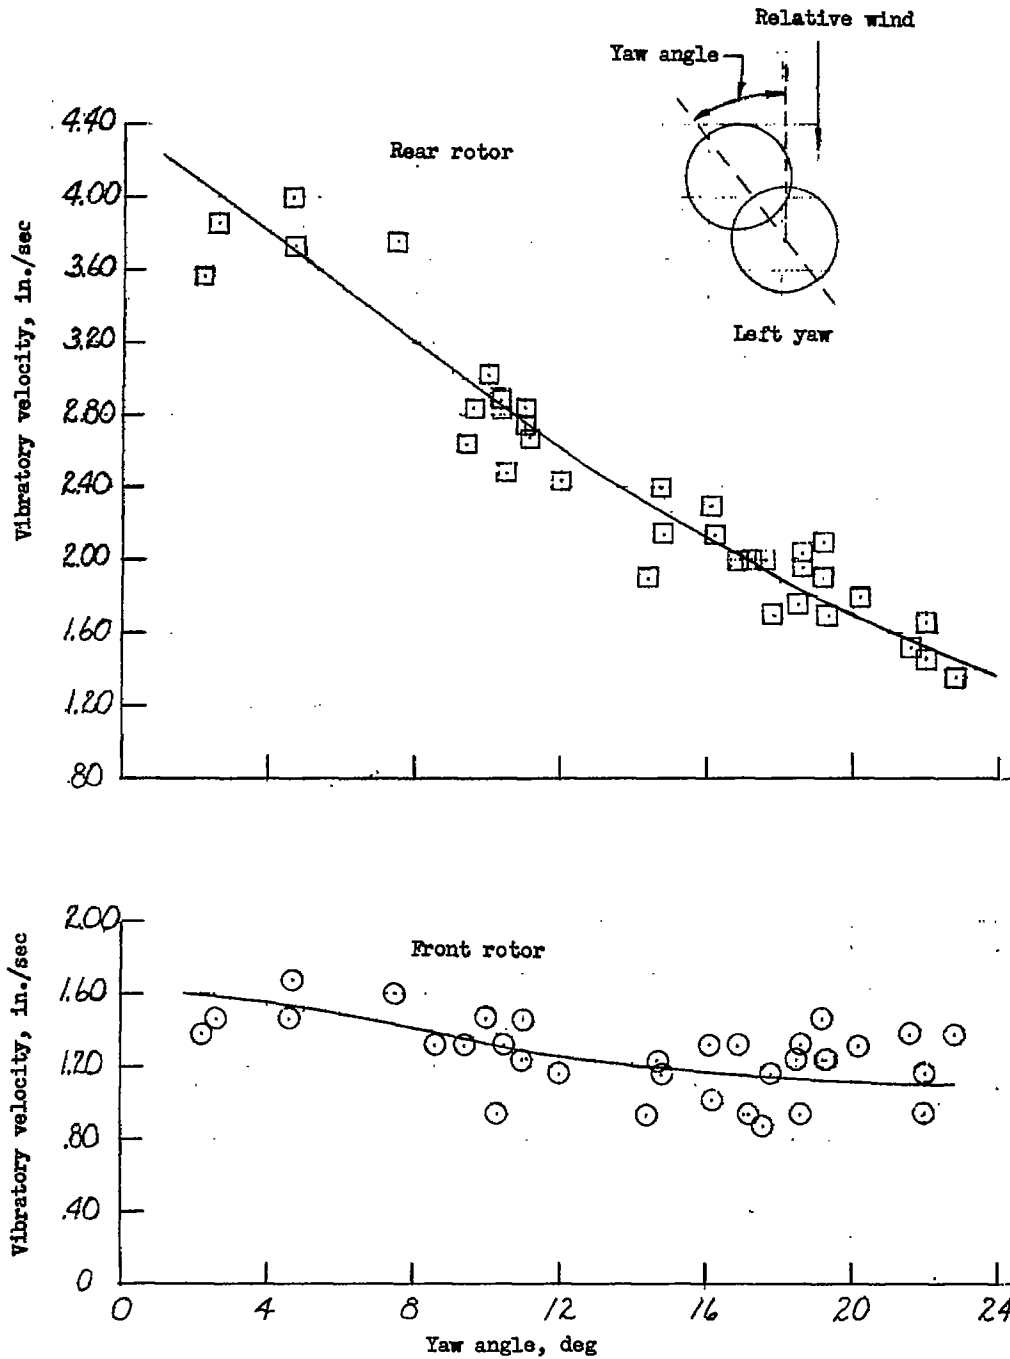 Relative wind
Yaw angle
4.40
Rear rotor
4.00
3.60
3.20
Left yaw
2.80
2.40
2.00
1.60
1.20
.80
Vibratory velocity, in./sec
2.00
Front rotor
1.60
1.20
.80
.40
0
Vibratory velocity, in./sec
0 4 8 12 16 20 24
Yaw angle, deg